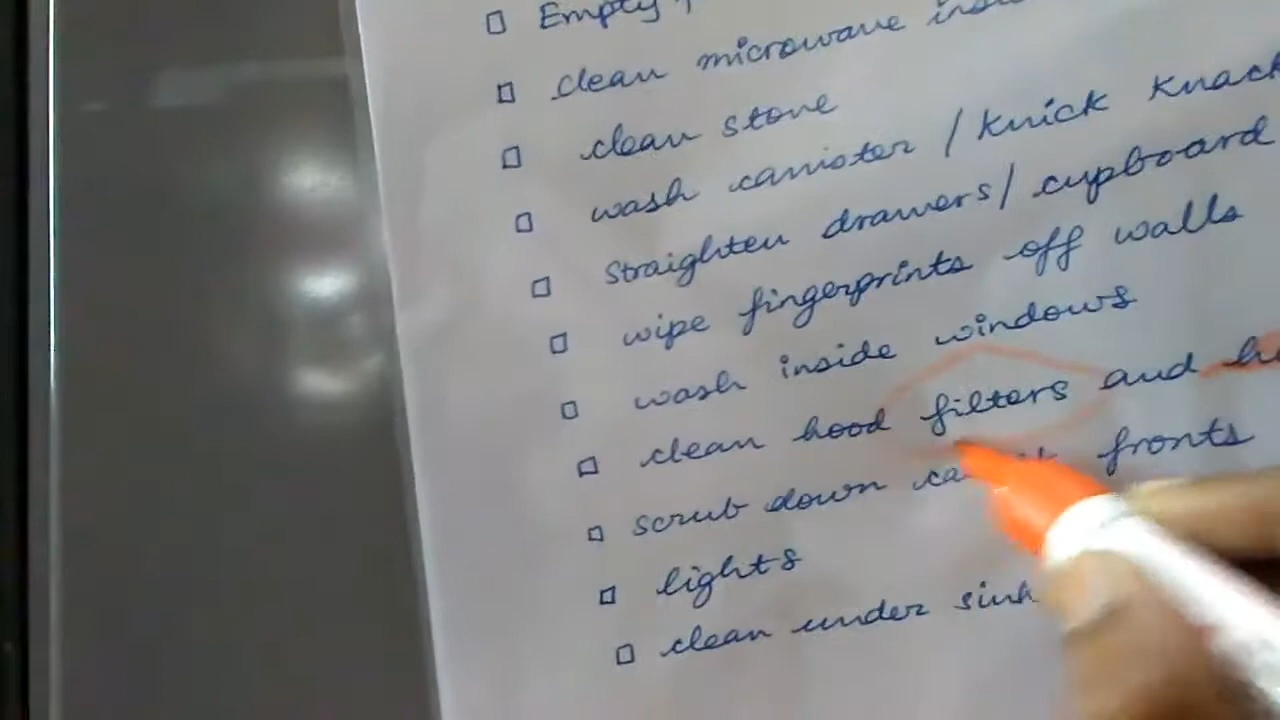 Empty
clean microwave
clean stove
wash canister / knick knack
straighten drawers / cupboard
wipe fingerprints off walls
wash inside windows
clean hood filters and
scrub down fronts
lights
clean under sink